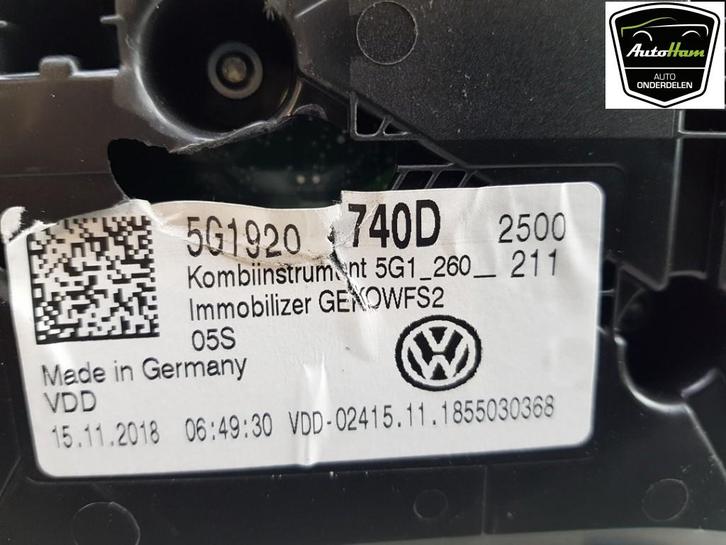 AutoHam
AUTO
ONDERDELEN
5G1920 740D 2500
Kombiinstrument 5G1_260__ 211
Immobilizer GEKOWFS2
05S
Made in Germany
VDD
15.11.2018 06:49:30 VDD-02415.11.1855030368